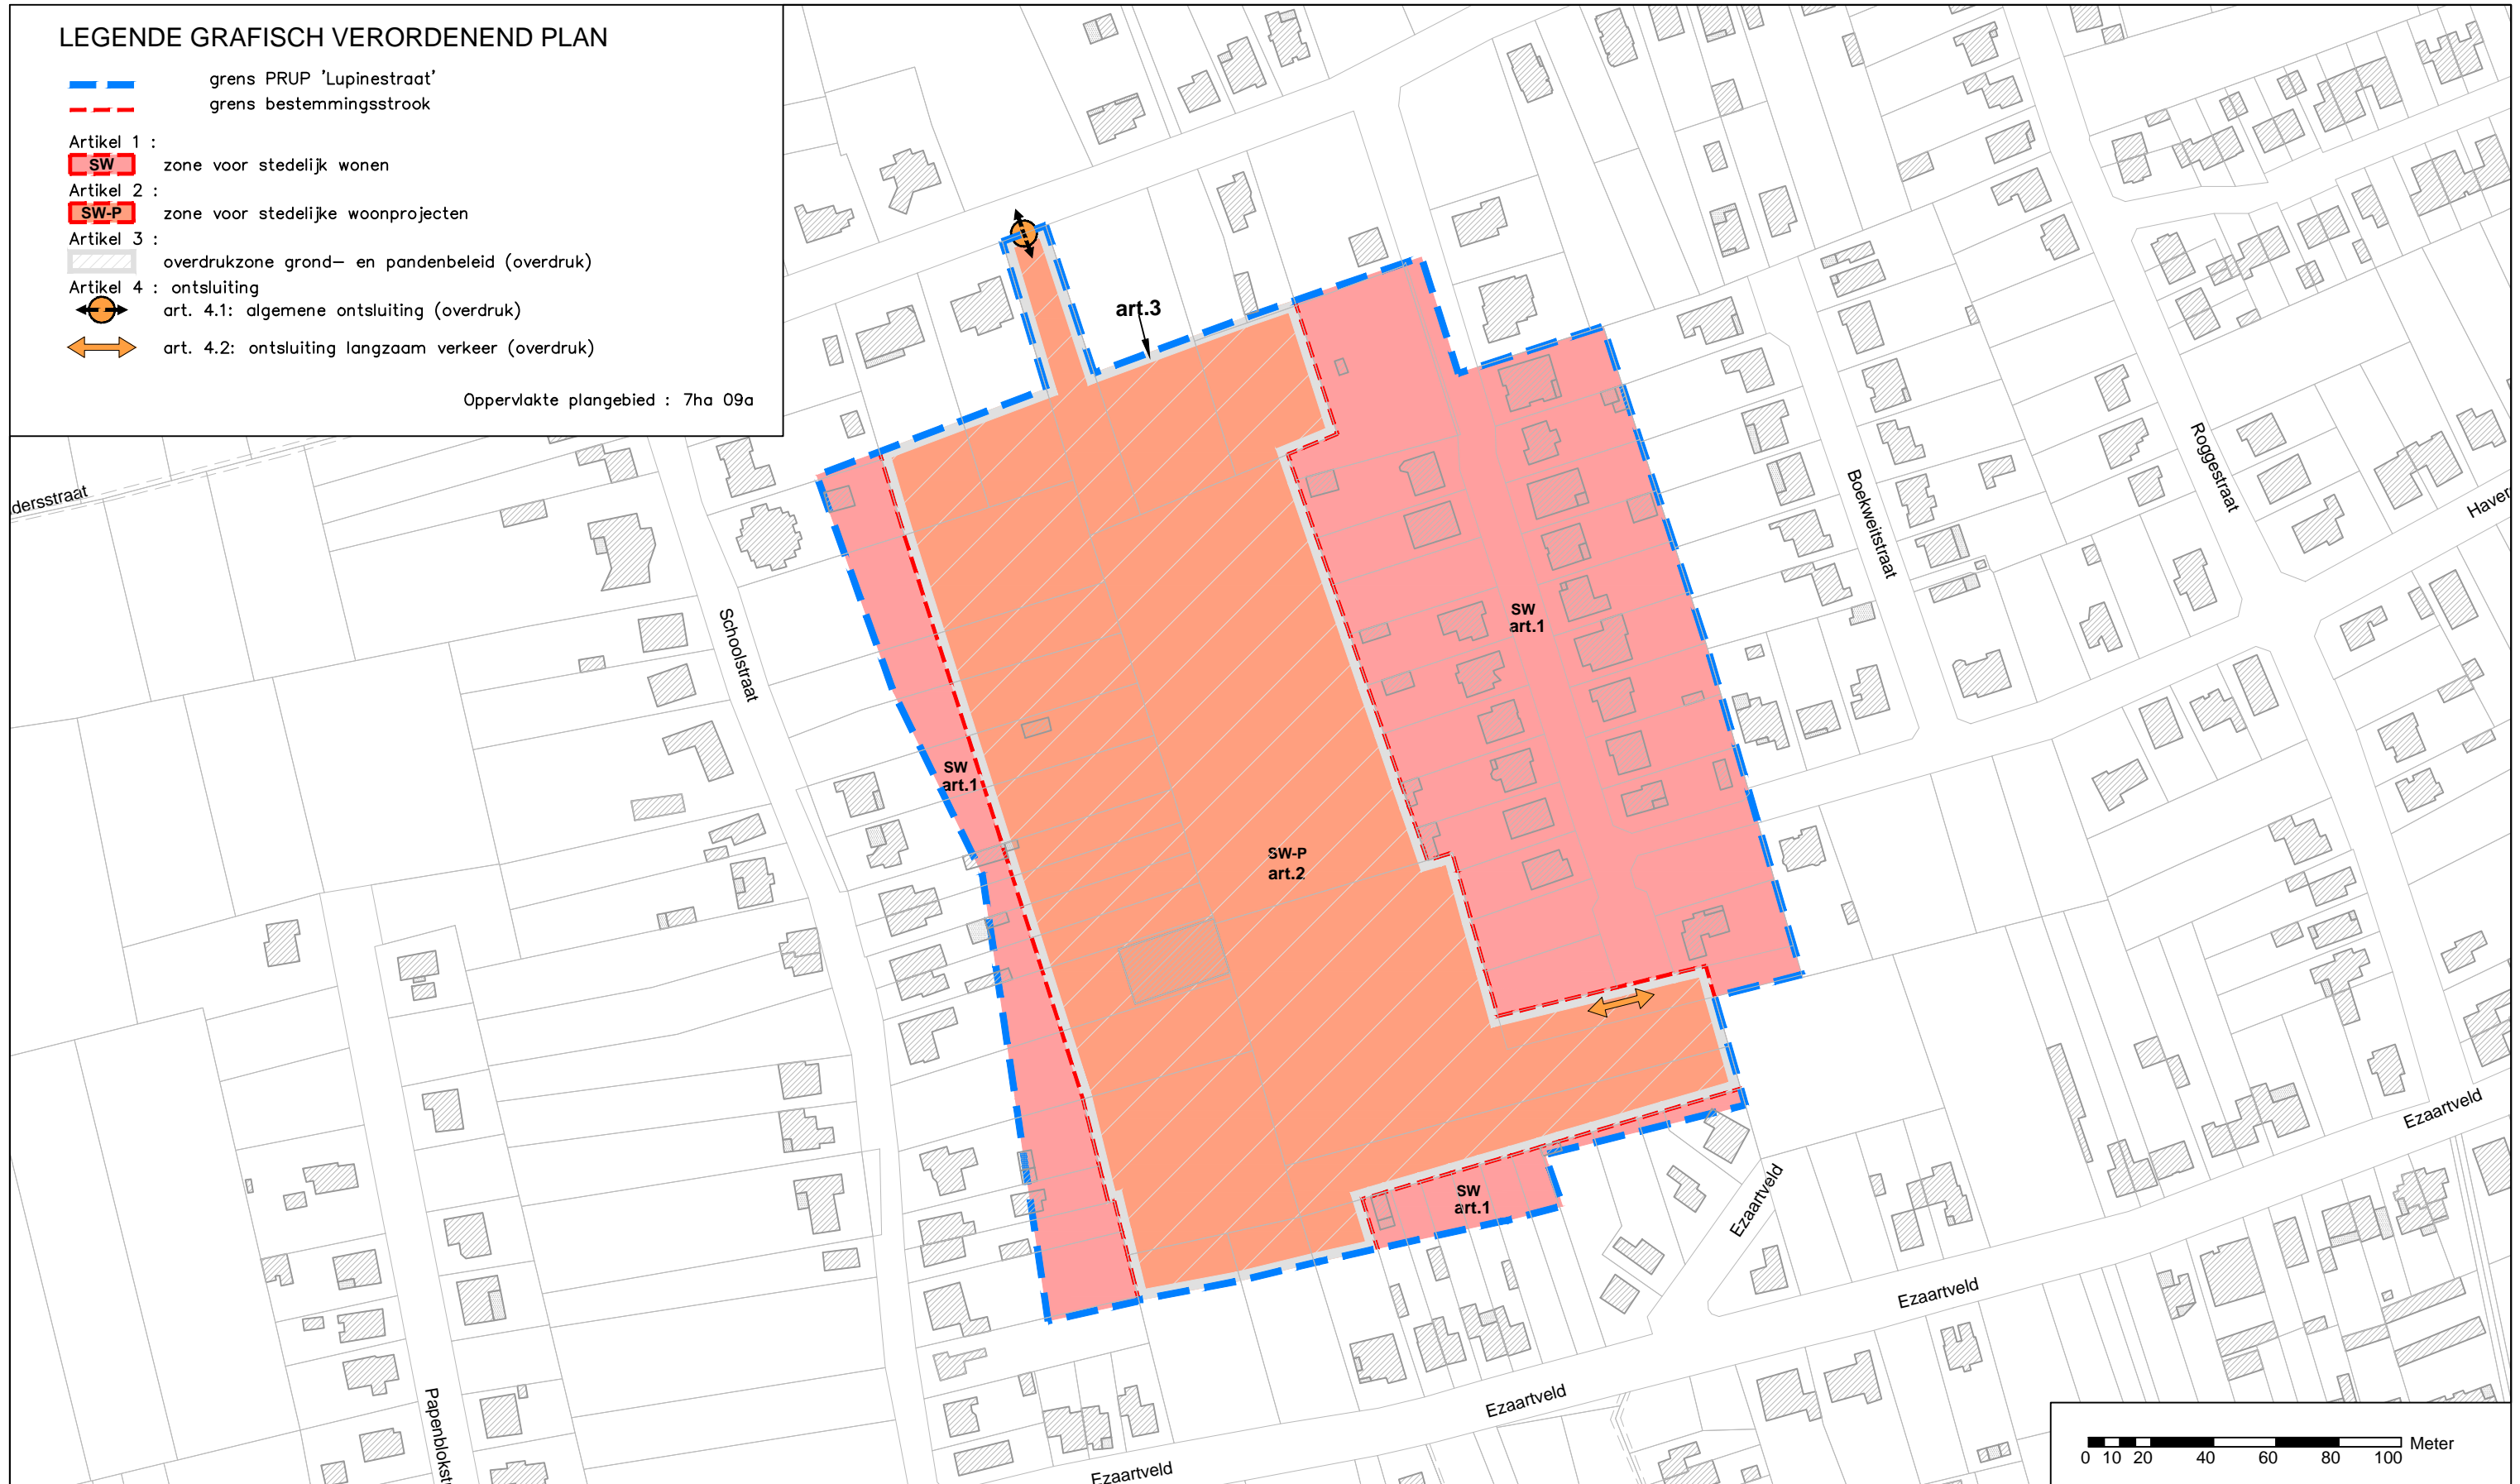 LEGENDE GRAFISCH VERORDENEND PLAN
grens PRUP 'Lupinestraat'
grens bestemmingsstrook
Artikel 1 :
SW zone voor stedelijk wonen
Artikel 2 :
SW-P zone voor stedelijke woonprojecten
Artikel 3 :
overdrukzone grond– en pandenbeleid (overdruk)
Artikel 4 : ontsluiting
art. 4.1: algemene ontsluiting (overdruk)
art. 4.2: ontsluiting langzaam verkeer (overdruk)
Oppervlakte plangebied : 7ha 09a
art.3
dersstraat
Schoolstraat
Boekweitstraat
Roggestraat
Haver
SW
art.1
SW
art.1
SW-P
art.2
SW
art.1
Ezaartveld
Ezaartveld
Ezaartveld
Ezaartveld
Ezaartveld
Papenblokst
0 10 20 40 60 80 100 Meter